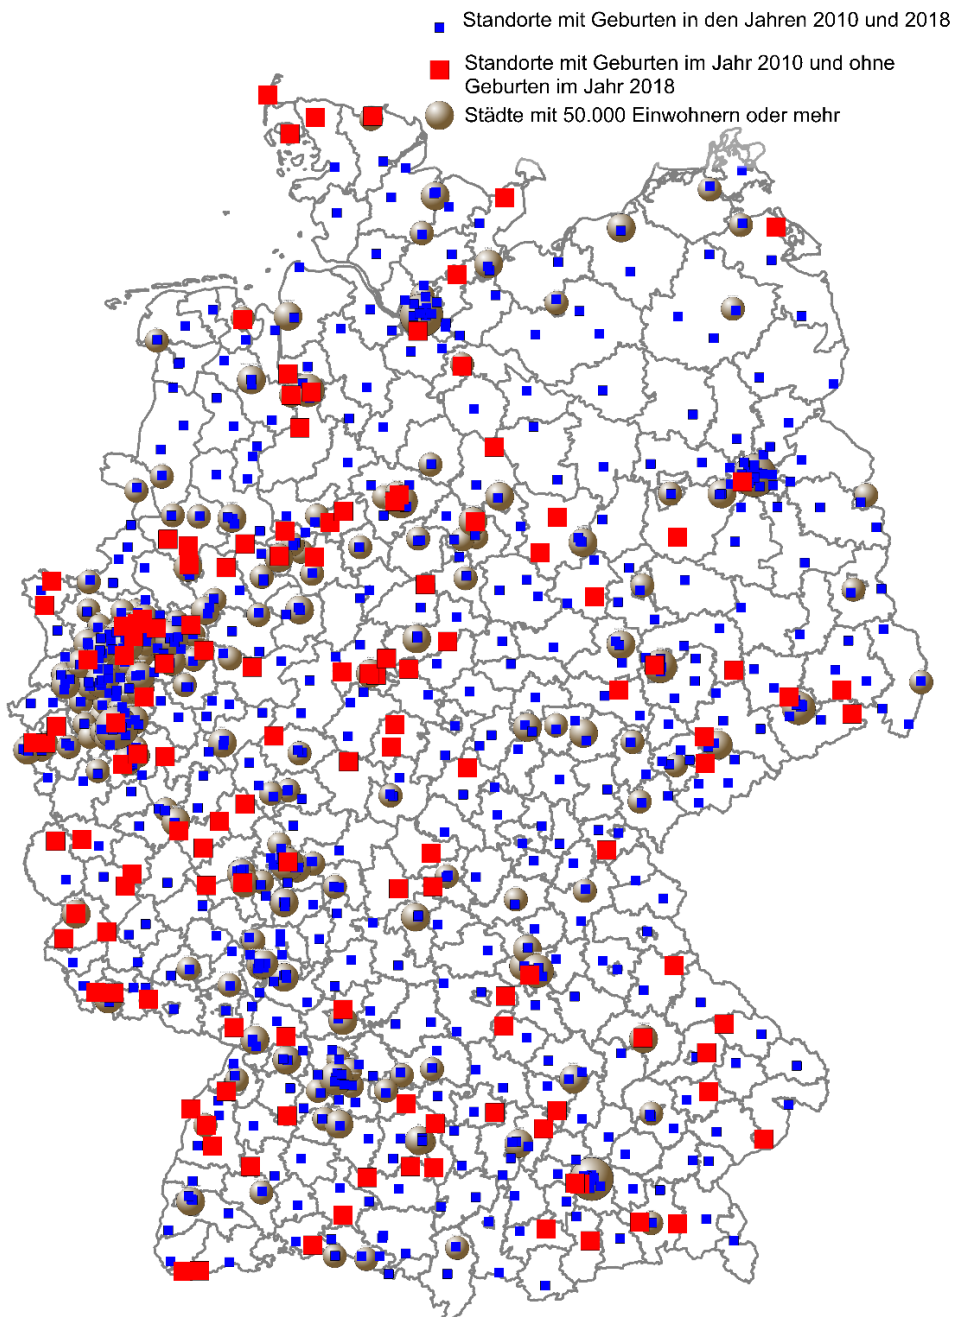 Standorte mit Geburten in den Jahren 2010 und 2018
Standorte mit Geburten im Jahr 2010 und ohne
Geburten im Jahr 2018
Städte mit 50.000 Einwohnern oder mehr